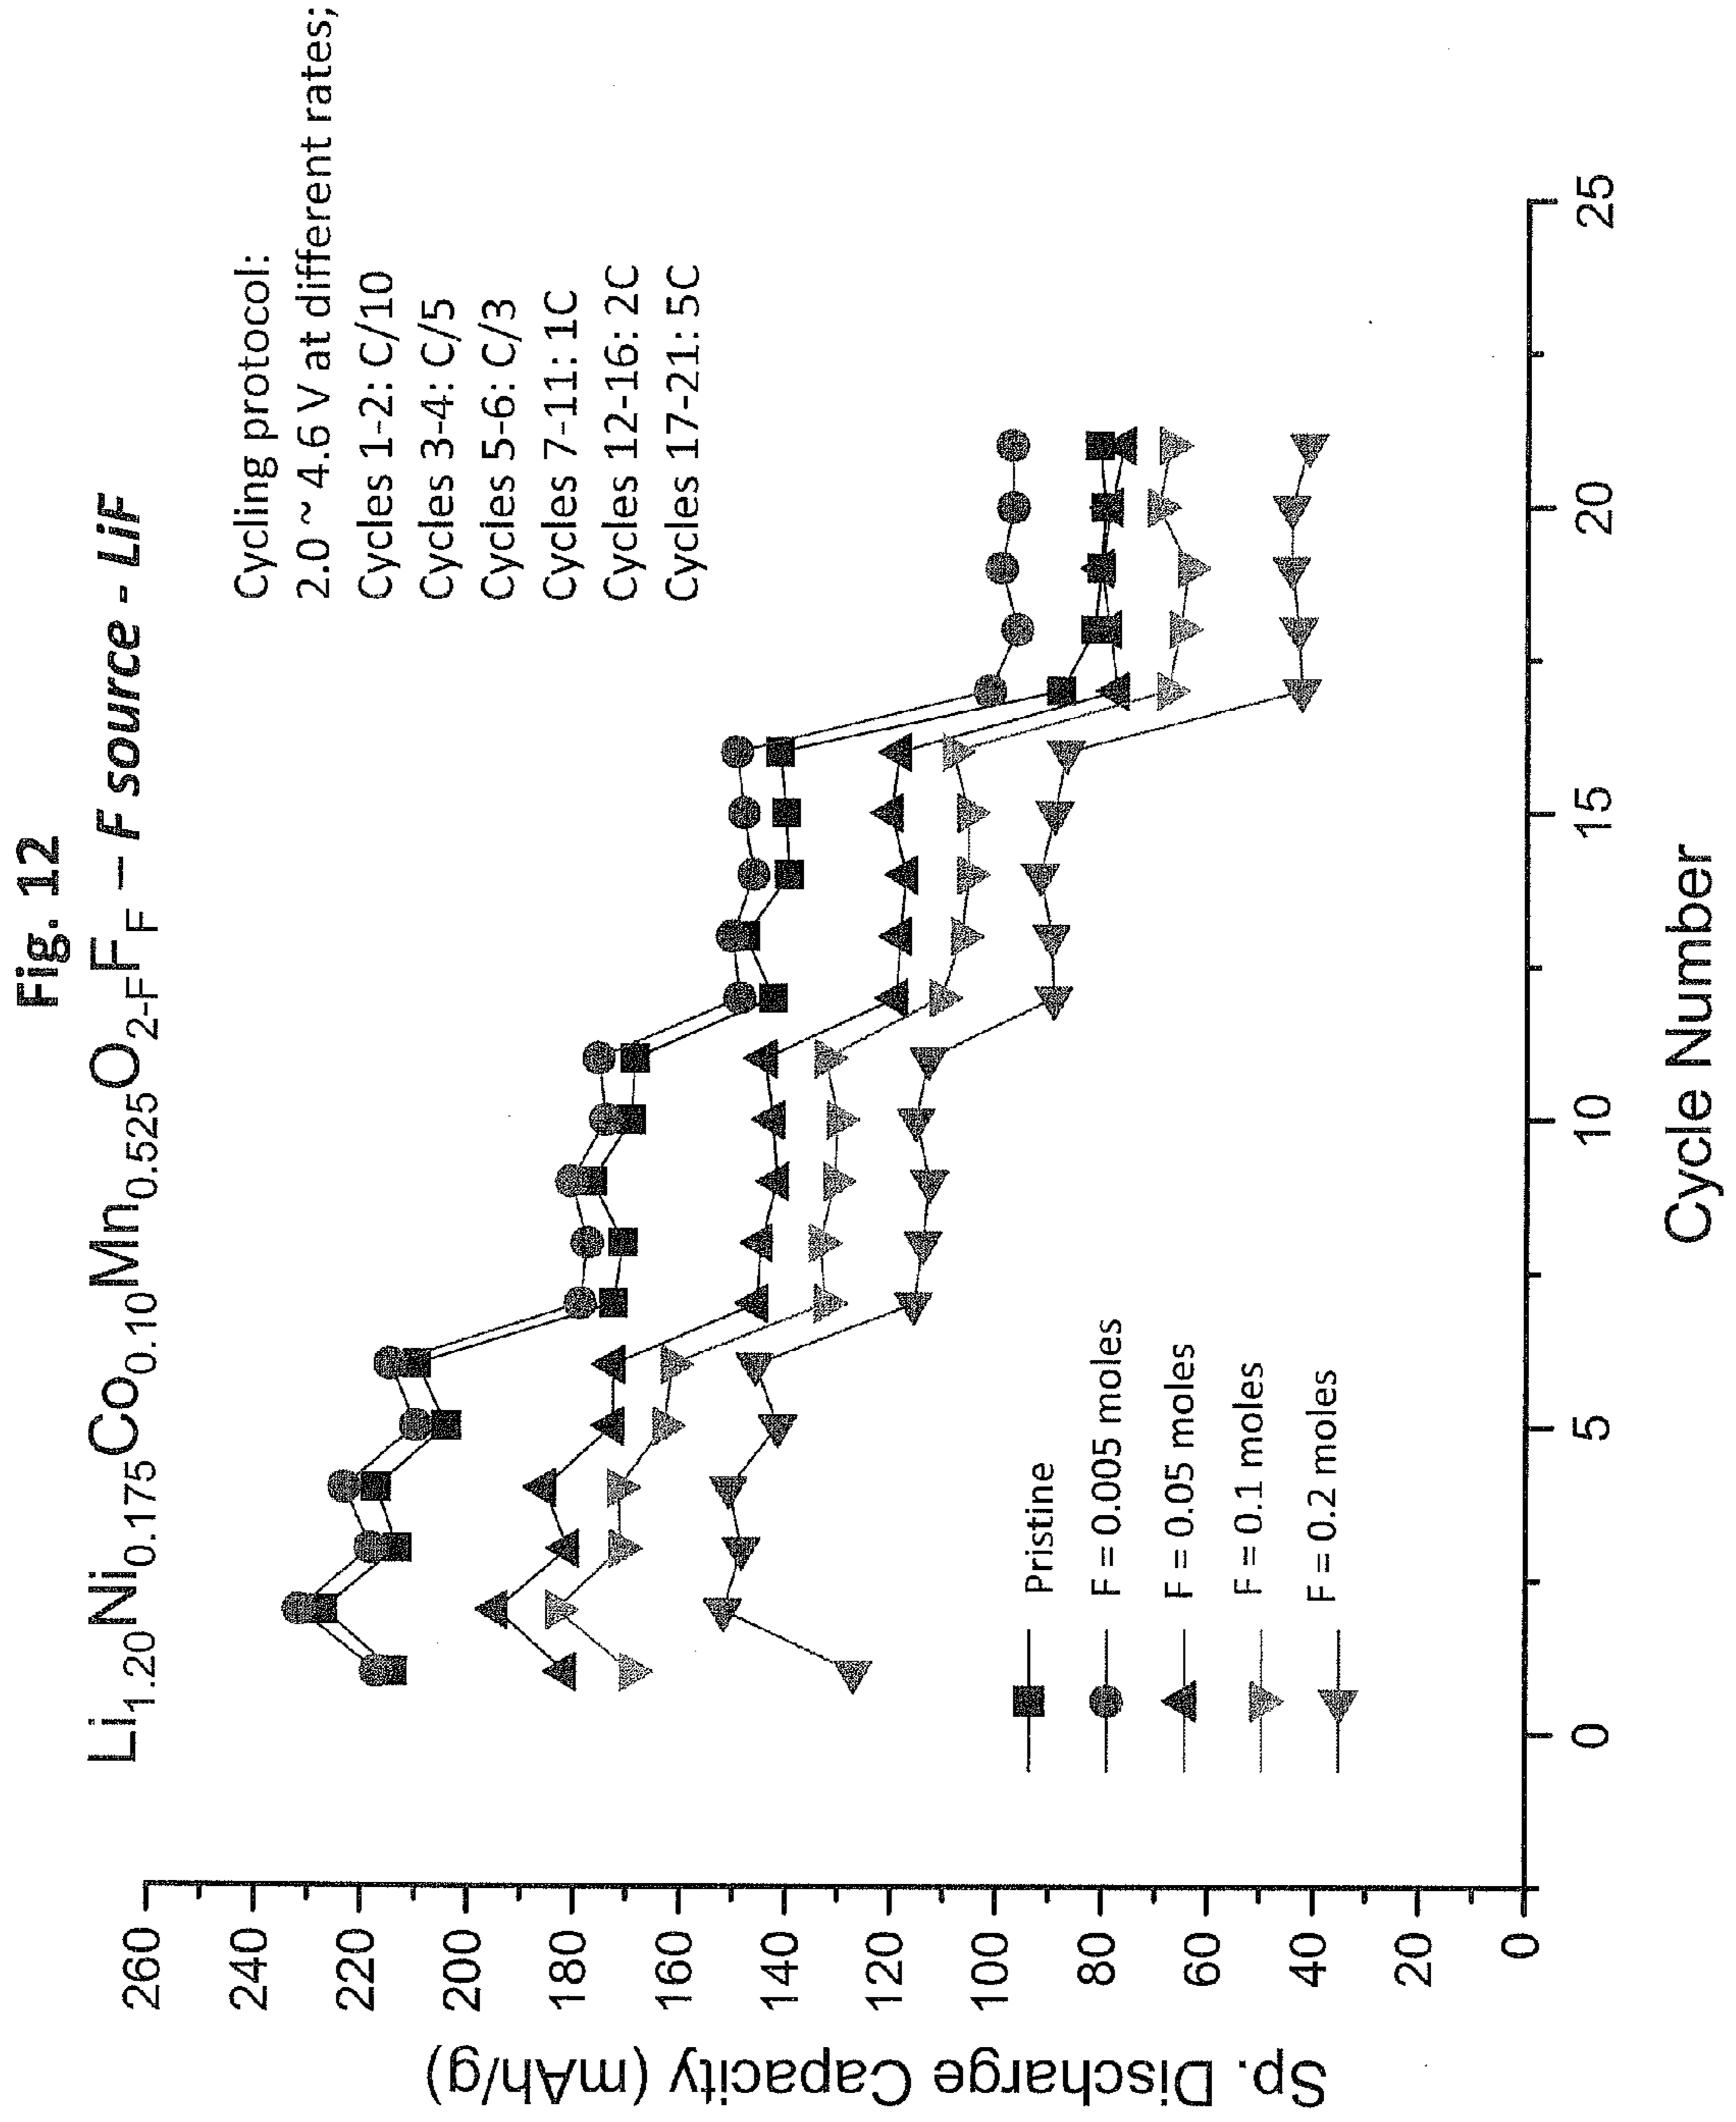 Fig. 12
Li1.20Ni0.175Co0.10Mn0.525O2-FFF – F source - LiF
Cycling protocol:
2.0 ~ 4.6 V at different rates;
Cycles 1-2: C/10
Cycles 3-4: C/5
Cycles 5-6: C/3
Cycles 7-11: 1C
Cycles 12-16: 2C
Cycles 17-21: 5C
Sp. Discharge Capacity (mAh/g)
260
240
220
200
180
160
140
120
100
80
60
40
20
0
Pristine
F = 0.005 moles
F = 0.05 moles
F = 0.1 moles
F = 0.2 moles
0
5
10
15
20
25
Cycle Number